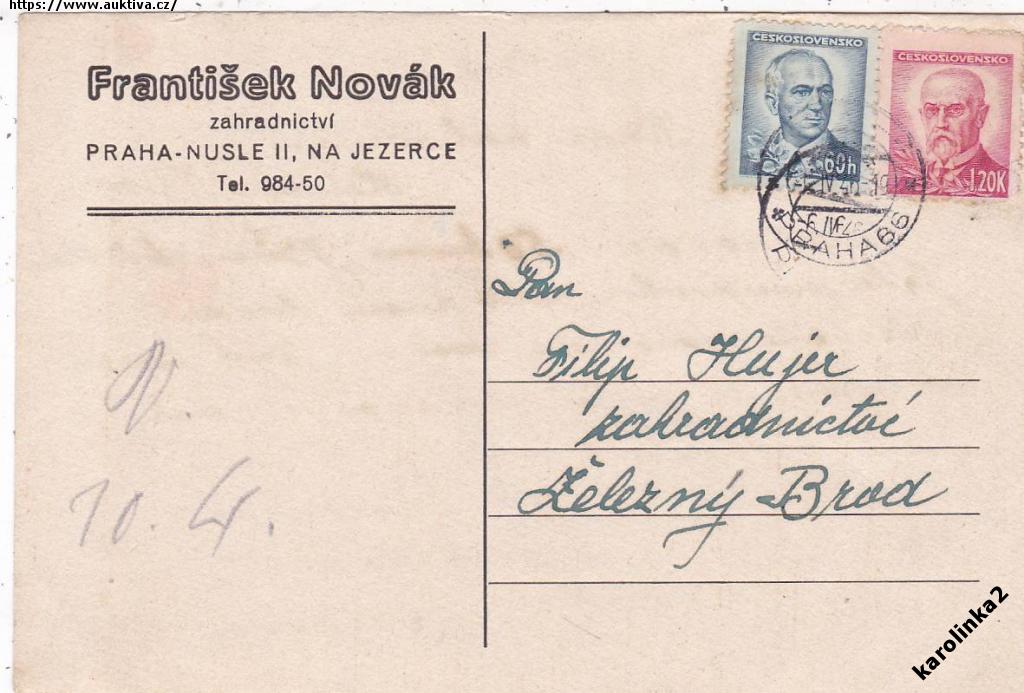 https://www.auktiva.cz/
František Novák
zahradnictví
PRAHA-NUSLE II, NA JEZERCE
Tel. 984-50
ČESKOSLOVENSKO
60h
ČESKOSLOVENSKO
1.20K
PRAHA 66
Pan
Filip Hujer
zahradnictví
Železný-Brod
10. 4.
karolinka2